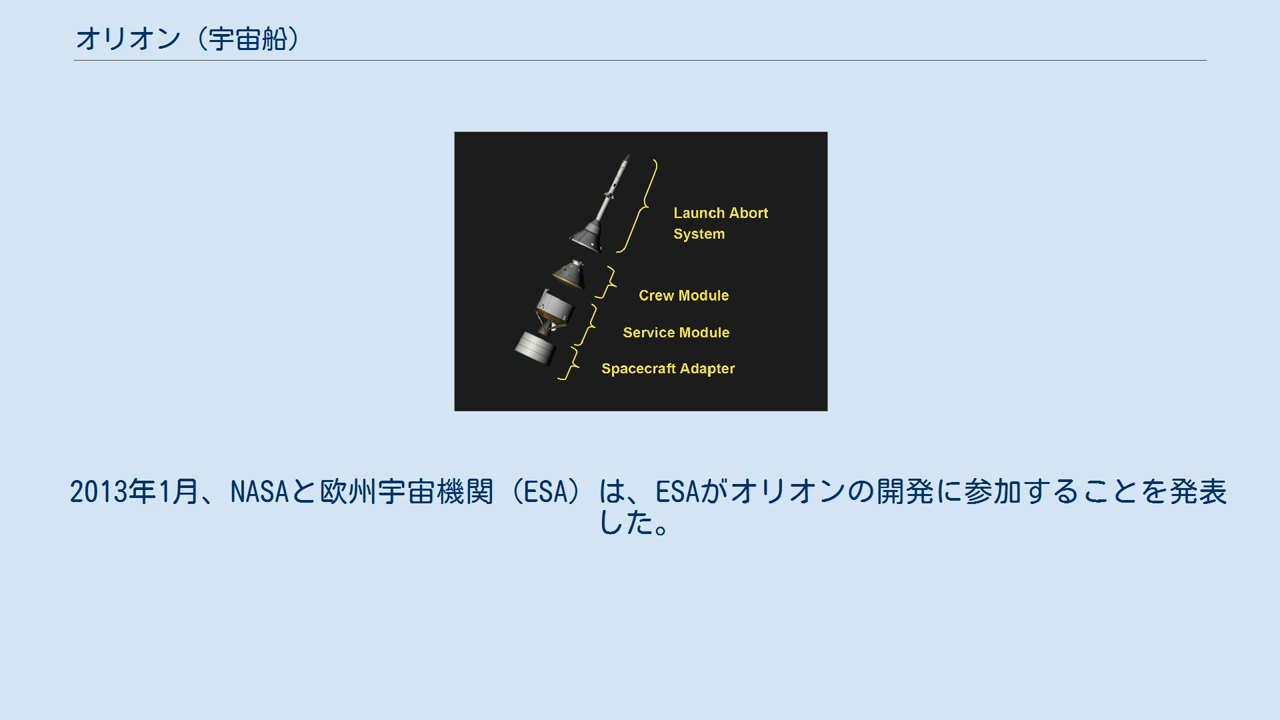 オリオン（宇宙船）
Launch Abort
System
Crew Module
Service Module
Spacecraft Adapter
2013年1月、NASAと欧州宇宙機関（ESA）は、ESAがオリオンの開発に参加することを発表
した。